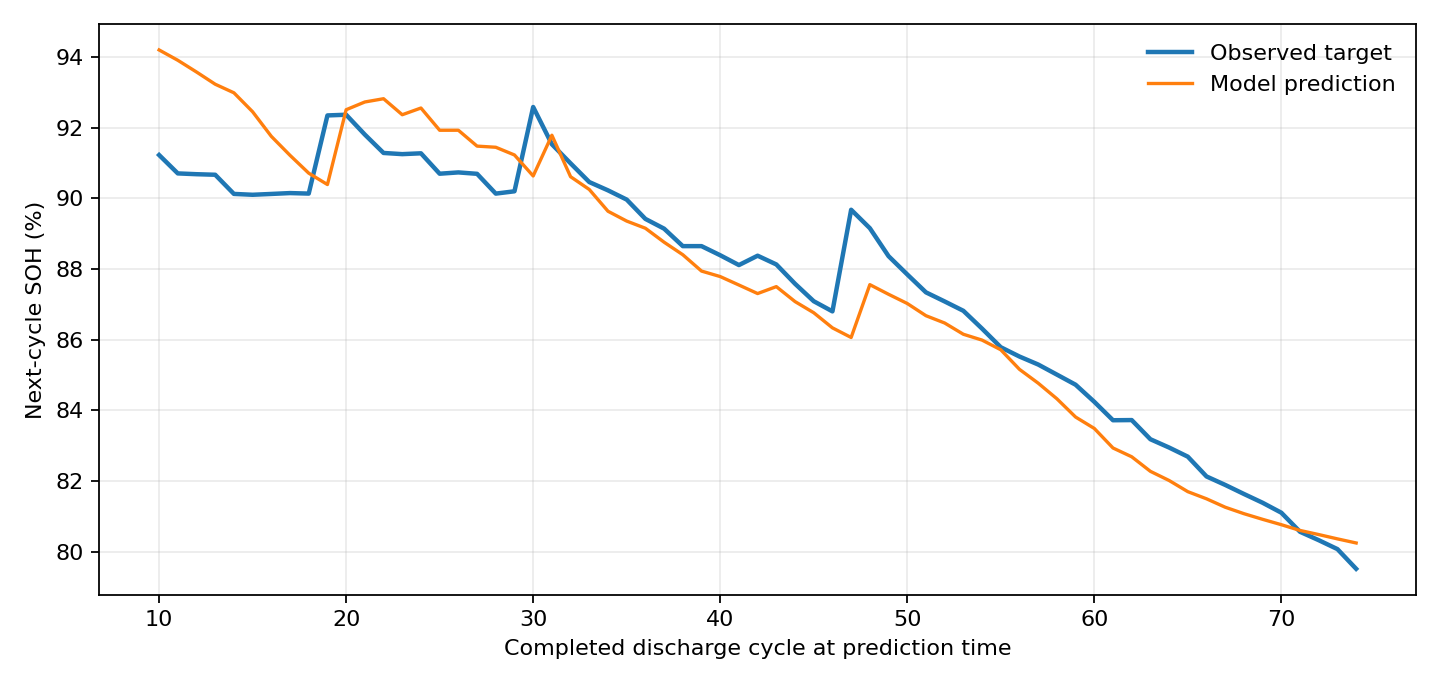 Observed target
Model prediction
Next-cycle SOH (%)
94
92
90
88
86
84
82
80
10 20 30 40 50 60 70
Completed discharge cycle at prediction time